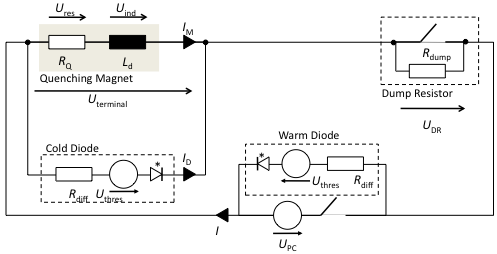 U_res U_ind
I_M
R_Q L_d
Quenching Magnet
U_terminal
R_dump
Dump Resistor
U_DR
Cold Diode
*
I_D
R_diff U_thres
Warm Diode
*
U_thres R_diff
I
U_PC